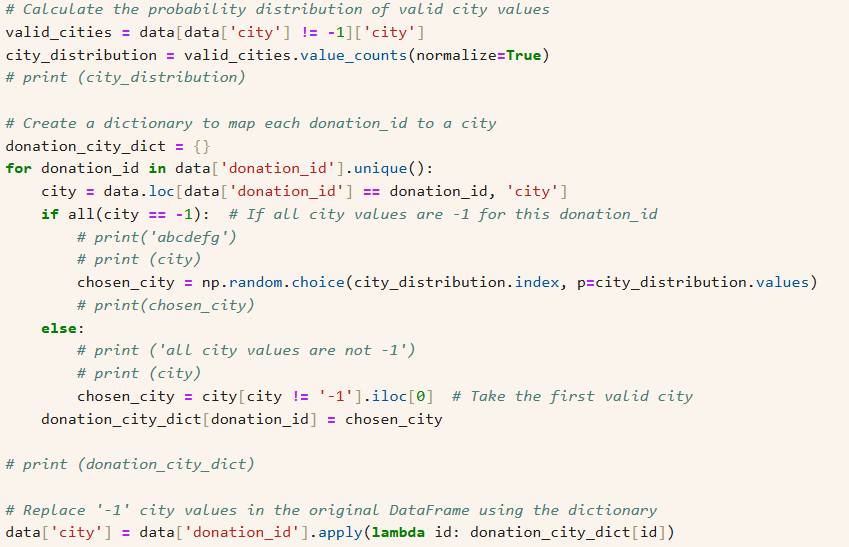 # Calculate the probability distribution of valid city values
valid_cities = data[data['city'] != -1]['city']
city_distribution = valid_cities.value_counts(normalize=True)
# print (city_distribution)

# Create a dictionary to map each donation_id to a city
donation_city_dict = {}
for donation_id in data['donation_id'].unique():
    city = data.loc[data['donation_id'] == donation_id, 'city']
    if all(city == -1):  # If all city values are -1 for this donation_id
        # print('abcdefg')
        # print (city)
        chosen_city = np.random.choice(city_distribution.index, p=city_distribution.values)
        # print(chosen_city)
    else:
        # print ('all city values are not -1')
        # print (city)
        chosen_city = city[city != '-1'].iloc[0]  # Take the first valid city
    donation_city_dict[donation_id] = chosen_city

# print (donation_city_dict)

# Replace '-1' city values in the original DataFrame using the dictionary
data['city'] = data['donation_id'].apply(lambda id: donation_city_dict[id])